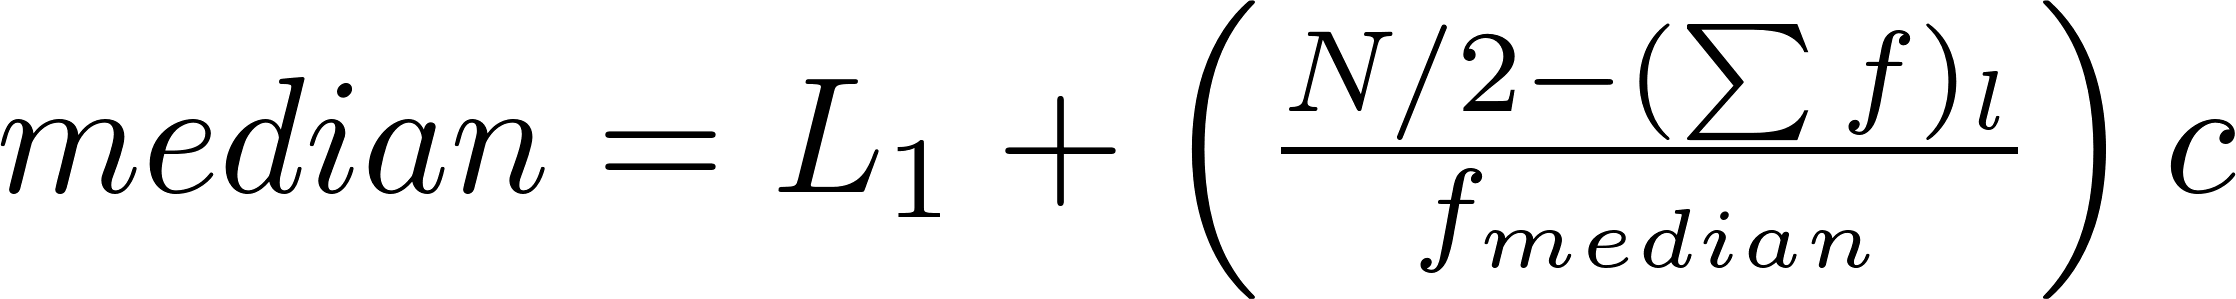 median = L_1 + \left( \frac{N/2 - (\sum f)_l}{f_{median}} \right) c